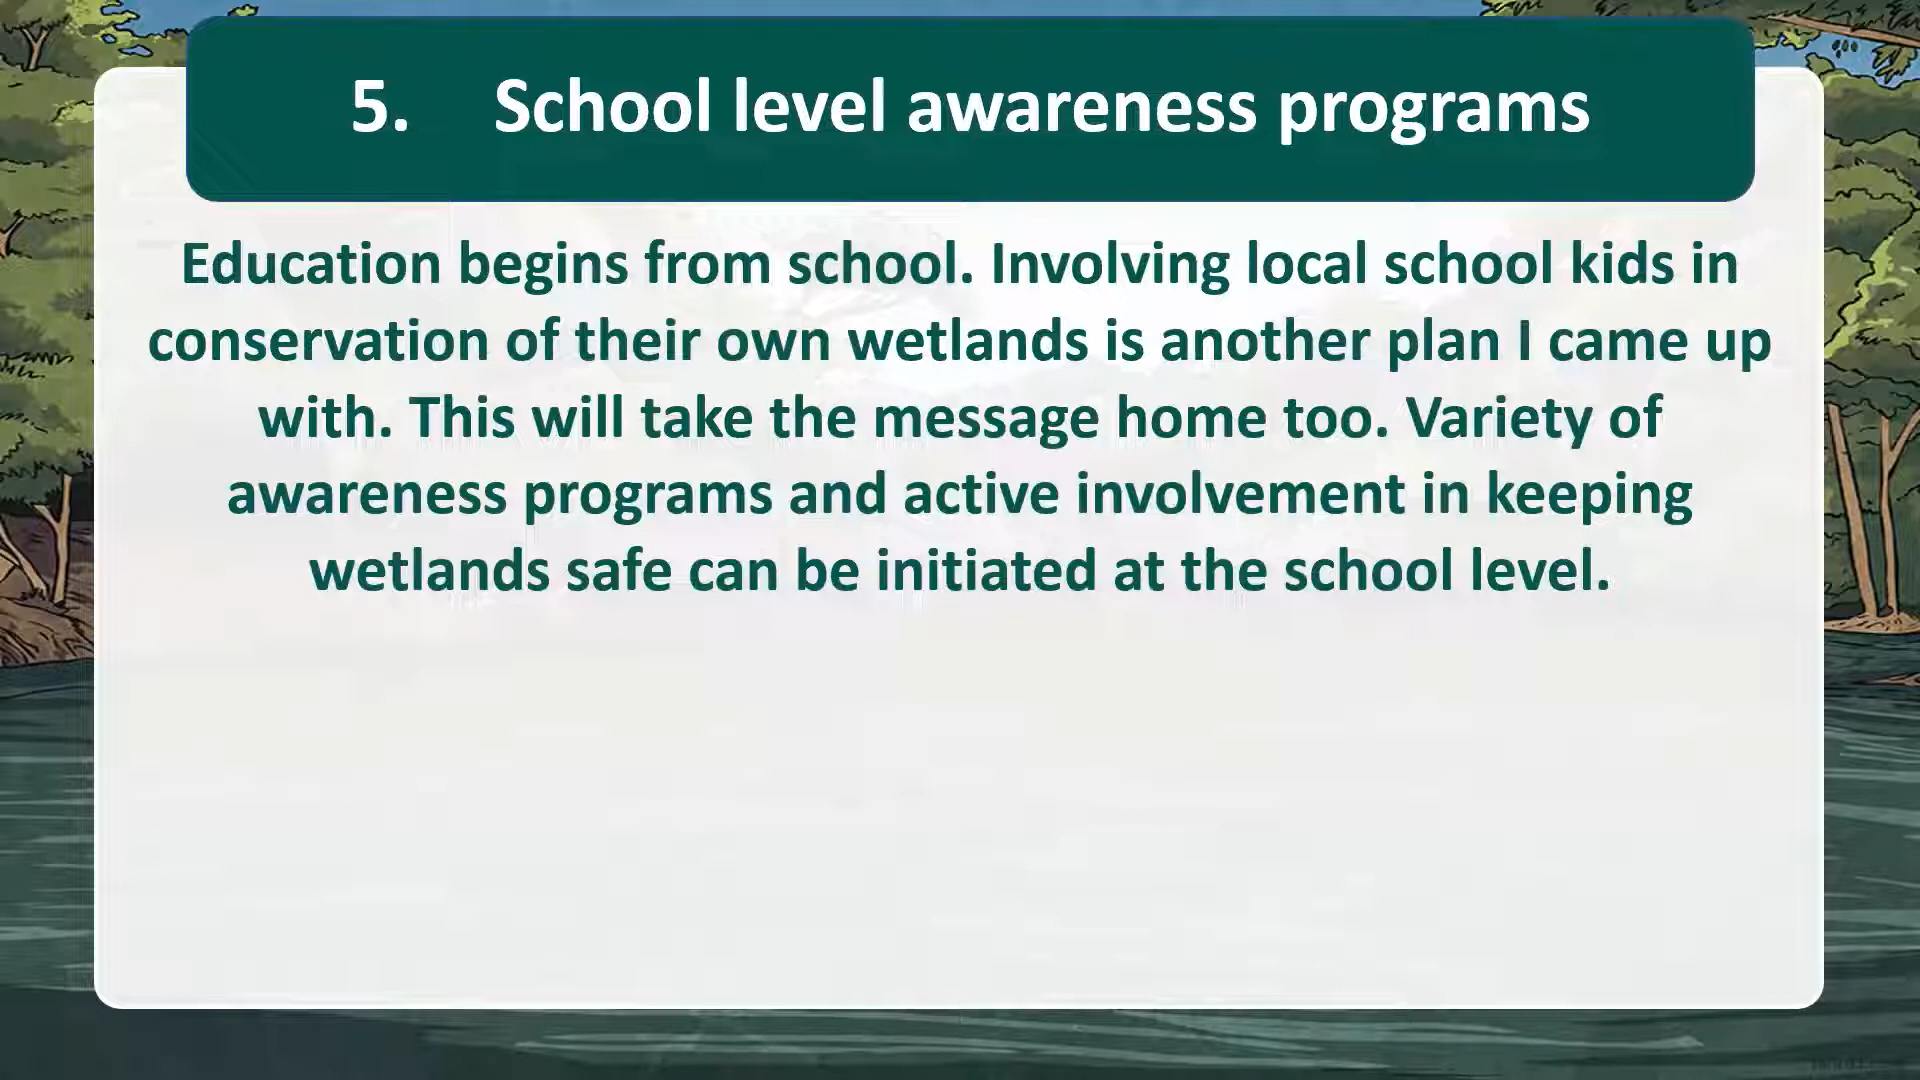 5. School level awareness programs
Education begins from school. Involving local school kids in
conservation of their own wetlands is another plan I came up
with. This will take the message home too. Variety of
awareness programs and active involvement in keeping
wetlands safe can be initiated at the school level.